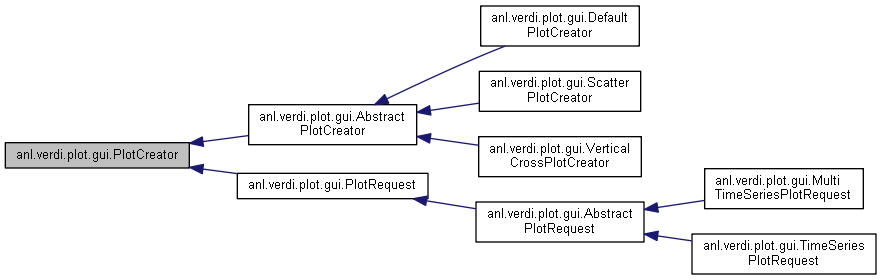 anl.verdi.plot.gui.Default
PlotCreator
anl.verdi.plot.gui.Scatter
PlotCreator
anl.verdi.plot.gui.Abstract
PlotCreator
anl.verdi.plot.gui.Vertical
CrossPlotCreator
anl.verdi.plot.gui.PlotCreator
anl.verdi.plot.gui.PlotRequest
anl.verdi.plot.gui.Multi
TimeSeriesPlotRequest
anl.verdi.plot.gui.Abstract
PlotRequest
anl.verdi.plot.gui.TimeSeries
PlotRequest